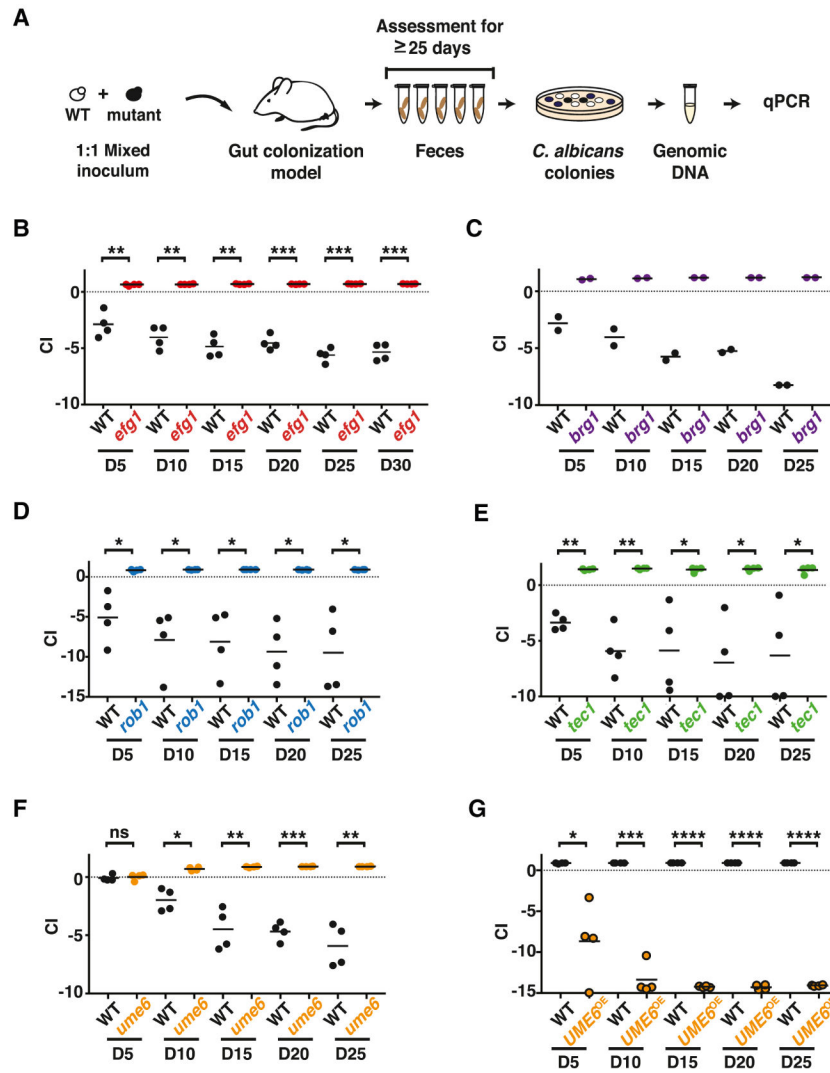 A
Assessment for
≥25 days
WT + mutant
1:1 Mixed
inoculum
Gut colonization
model
Feces
C. albicans
colonies
Genomic
DNA
qPCR
B
** ** ** *** *** ***
0
-5
-10
CI
WT efg1 WT efg1 WT efg1 WT efg1 WT efg1 WT efg1
D5 D10 D15 D20 D25 D30
C
0
-5
-10
CI
WT brg1 WT brg1 WT brg1 WT brg1 WT brg1
D5 D10 D15 D20 D25
D
* * * * *
0
-5
-10
-15
CI
WT rob1 WT rob1 WT rob1 WT rob1 WT rob1
D5 D10 D15 D20 D25
E
** ** * * *
0
-5
-10
CI
WT tec1 WT tec1 WT tec1 WT tec1 WT tec1
D5 D10 D15 D20 D25
F
ns * ** *** **
0
-5
-10
CI
WT ume6 WT ume6 WT ume6 WT ume6 WT ume6
D5 D10 D15 D20 D25
G
* *** **** **** ****
0
-5
-10
-15
CI
WT UME6OE WT UME6OE WT UME6OE WT UME6OE WT UME6OE
D5 D10 D15 D20 D25